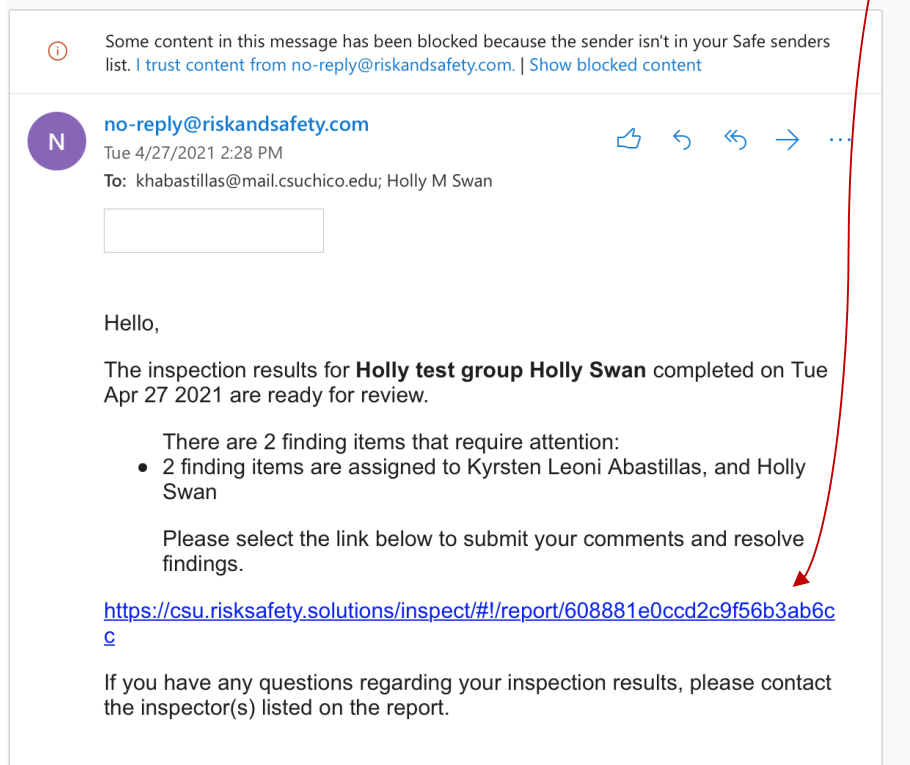 Some content in this message has been blocked because the sender isn't in your Safe senders
list. I trust content from no-reply@riskandsafety.com. | Show blocked content
N
no-reply@riskandsafety.com
Tue 4/27/2021 2:28 PM
To: khabastillas@mail.csuchico.edu; Holly M Swan
Hello,
The inspection results for Holly test group Holly Swan completed on Tue
Apr 27 2021 are ready for review.
There are 2 finding items that require attention:
● 2 finding items are assigned to Kyrsten Leoni Abastillas, and Holly
Swan
Please select the link below to submit your comments and resolve
findings.
https://csu.risksafety.solutions/inspect/#!/report/608881e0ccd2c9f56b3ab6c
c
If you have any questions regarding your inspection results, please contact
the inspector(s) listed on the report.